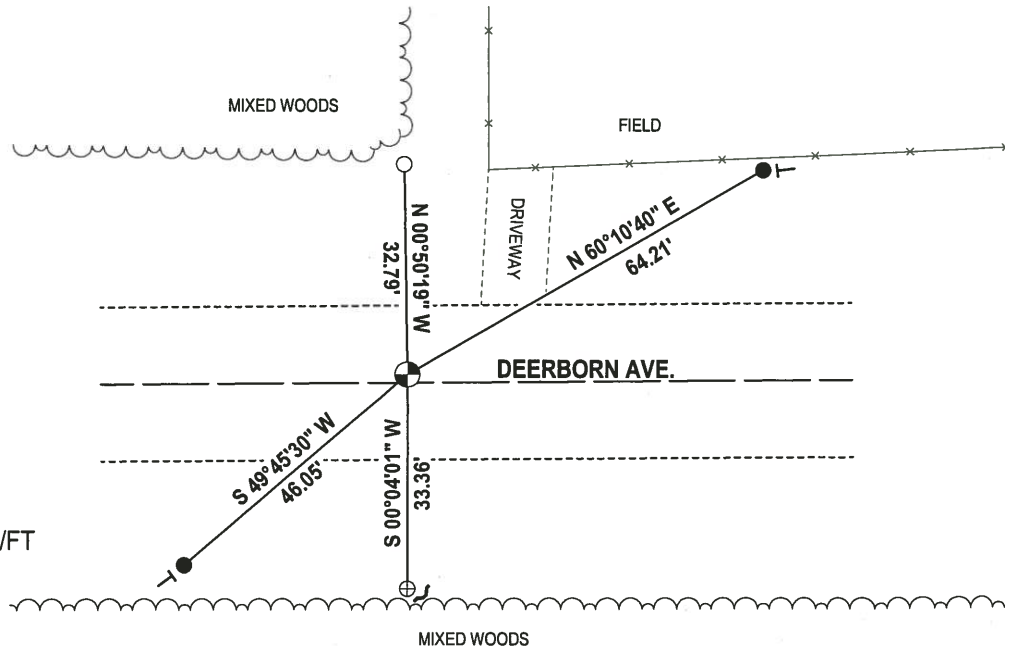 MIXED WOODS
FIELD
DRIVEWAY
N 00°50'19" W
32.79'
N 60°10'40" E
64.21'
DEERBORN AVE.
S 49°45'30" W
46.05'
S 00°04'01" W
33.36'
/FT
MIXED WOODS